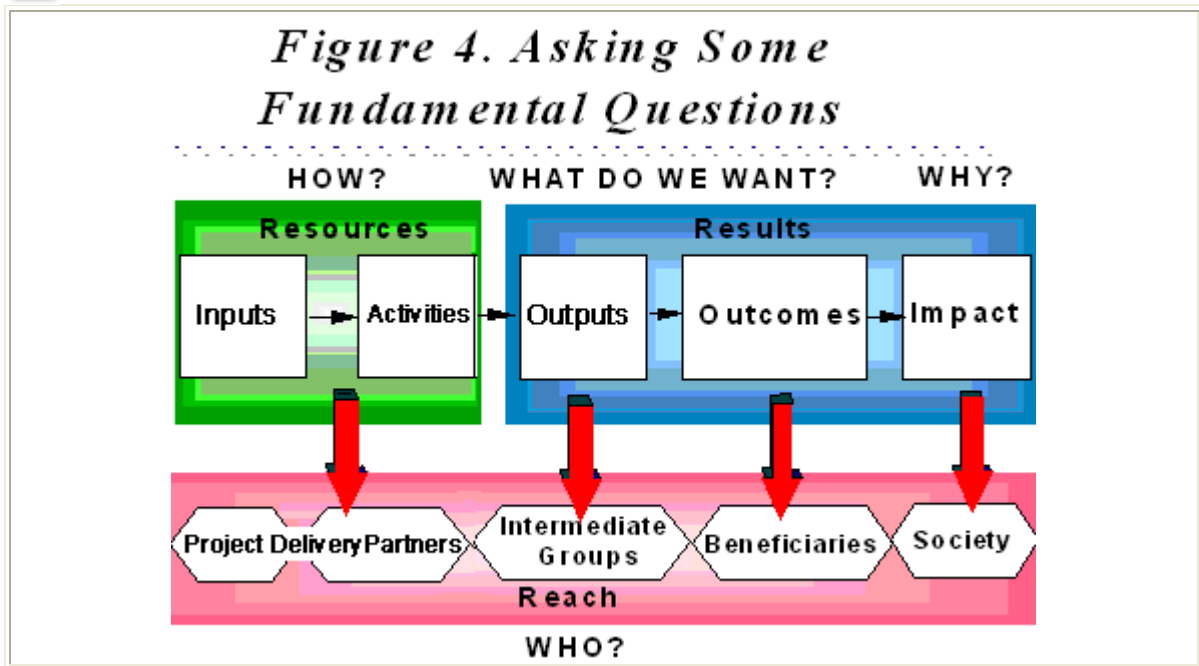 Figure 4. Asking Some
Fundamental Questions
HOW? WHAT DO WE WANT? WHY?
Resources Results
Inputs Activities Outputs Outcomes Impact
Project Delivery Partners Intermediate Groups Beneficiaries Society
Reach
WHO?